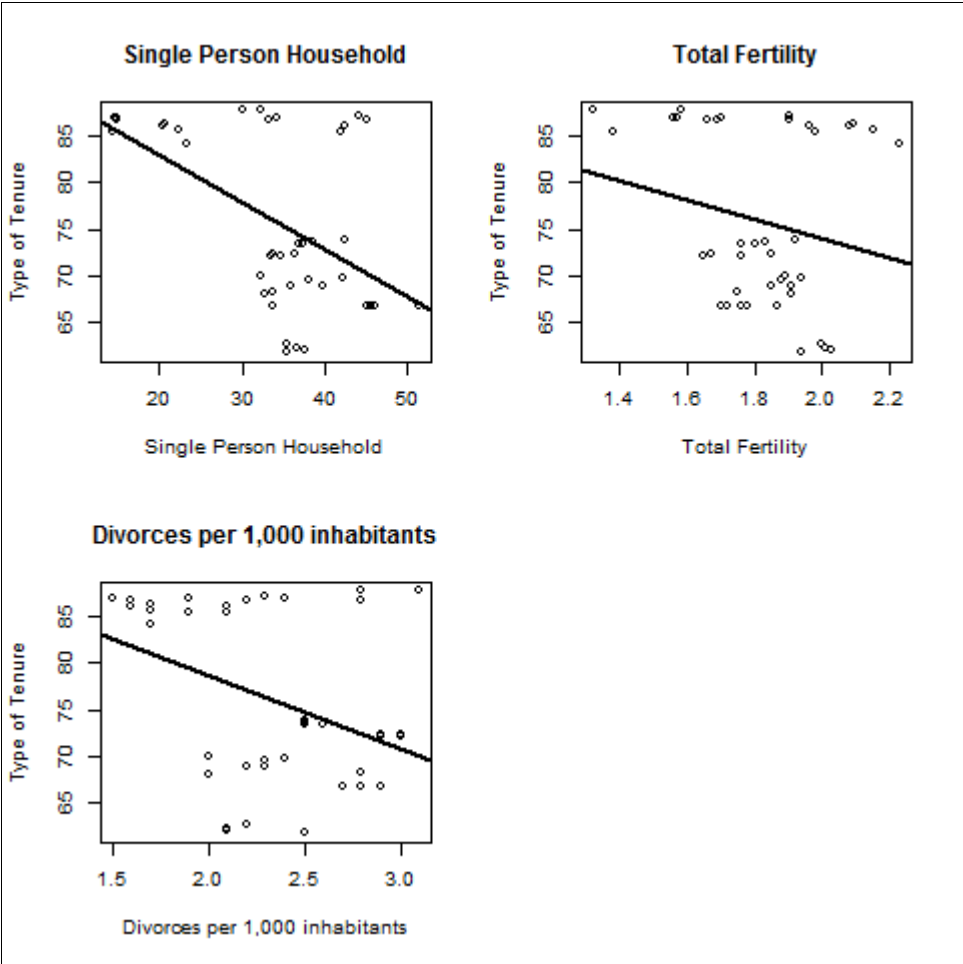 Single Person Household
Type of Tenure
85
80
75
70
65
20 30 40 50
Single Person Household
Total Fertility
Type of Tenure
85
80
75
70
65
1.4 1.6 1.8 2.0 2.2
Total Fertility
Divorces per 1,000 inhabitants
Type of Tenure
85
80
75
70
65
1.5 2.0 2.5 3.0
Divorces per 1,000 inhabitants